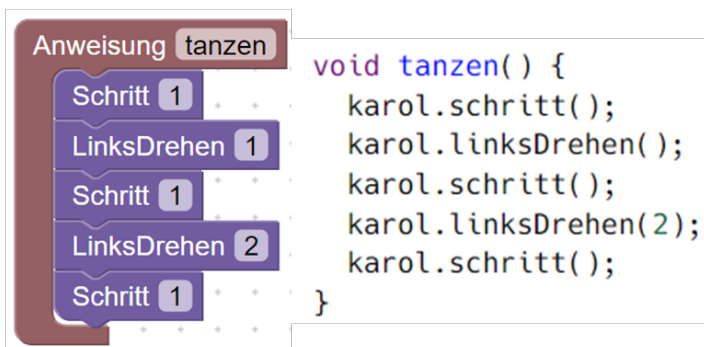 Anweisung tanzen
Schritt 1
LinksDrehen 1
Schritt 1
LinksDrehen 2
Schritt 1
void tanzen() {
  karol.schritt();
  karol.linksDrehen();
  karol.schritt();
  karol.linksDrehen(2);
  karol.schritt();
}